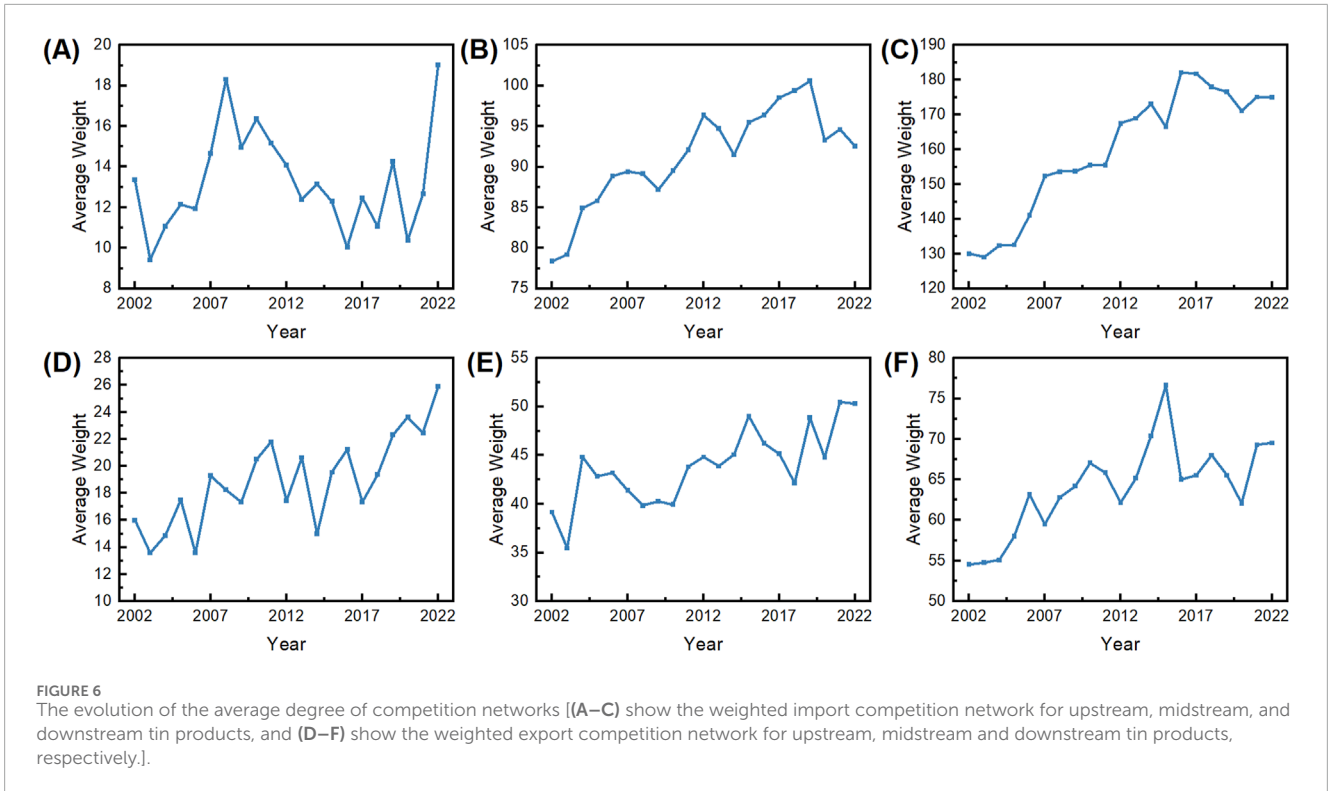 (A)
20
18
16
14
12
10
8
Average Weight
2002 2007 2012 2017 2022
Year
(B)
105
100
95
90
85
80
75
Average Weight
2002 2007 2012 2017 2022
Year
(C)
190
180
170
160
150
140
130
120
Average Weight
2002 2007 2012 2017 2022
Year
(D)
28
26
24
22
20
18
16
14
12
10
Average Weight
2002 2007 2012 2017 2022
Year
(E)
55
50
45
40
35
30
Average Weight
2002 2007 2012 2017 2022
Year
(F)
80
75
70
65
60
55
50
Average Weight
2002 2007 2012 2017 2022
Year
FIGURE 6
The evolution of the average degree of competition networks [(A–C) show the weighted import competition network for upstream, midstream, and
downstream tin products, and (D–F) show the weighted export competition network for upstream, midstream and downstream tin products,
respectively.].